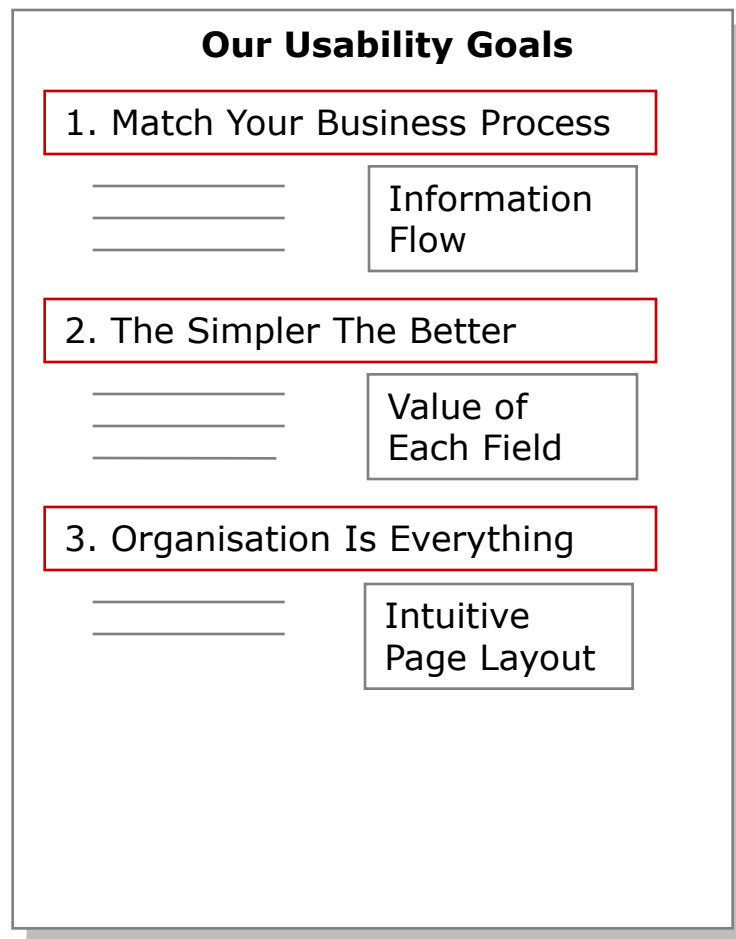 Our Usability Goals
1. Match Your Business Process
Information
Flow
2. The Simpler The Better
Value of
Each Field
3. Organisation Is Everything
Intuitive
Page Layout